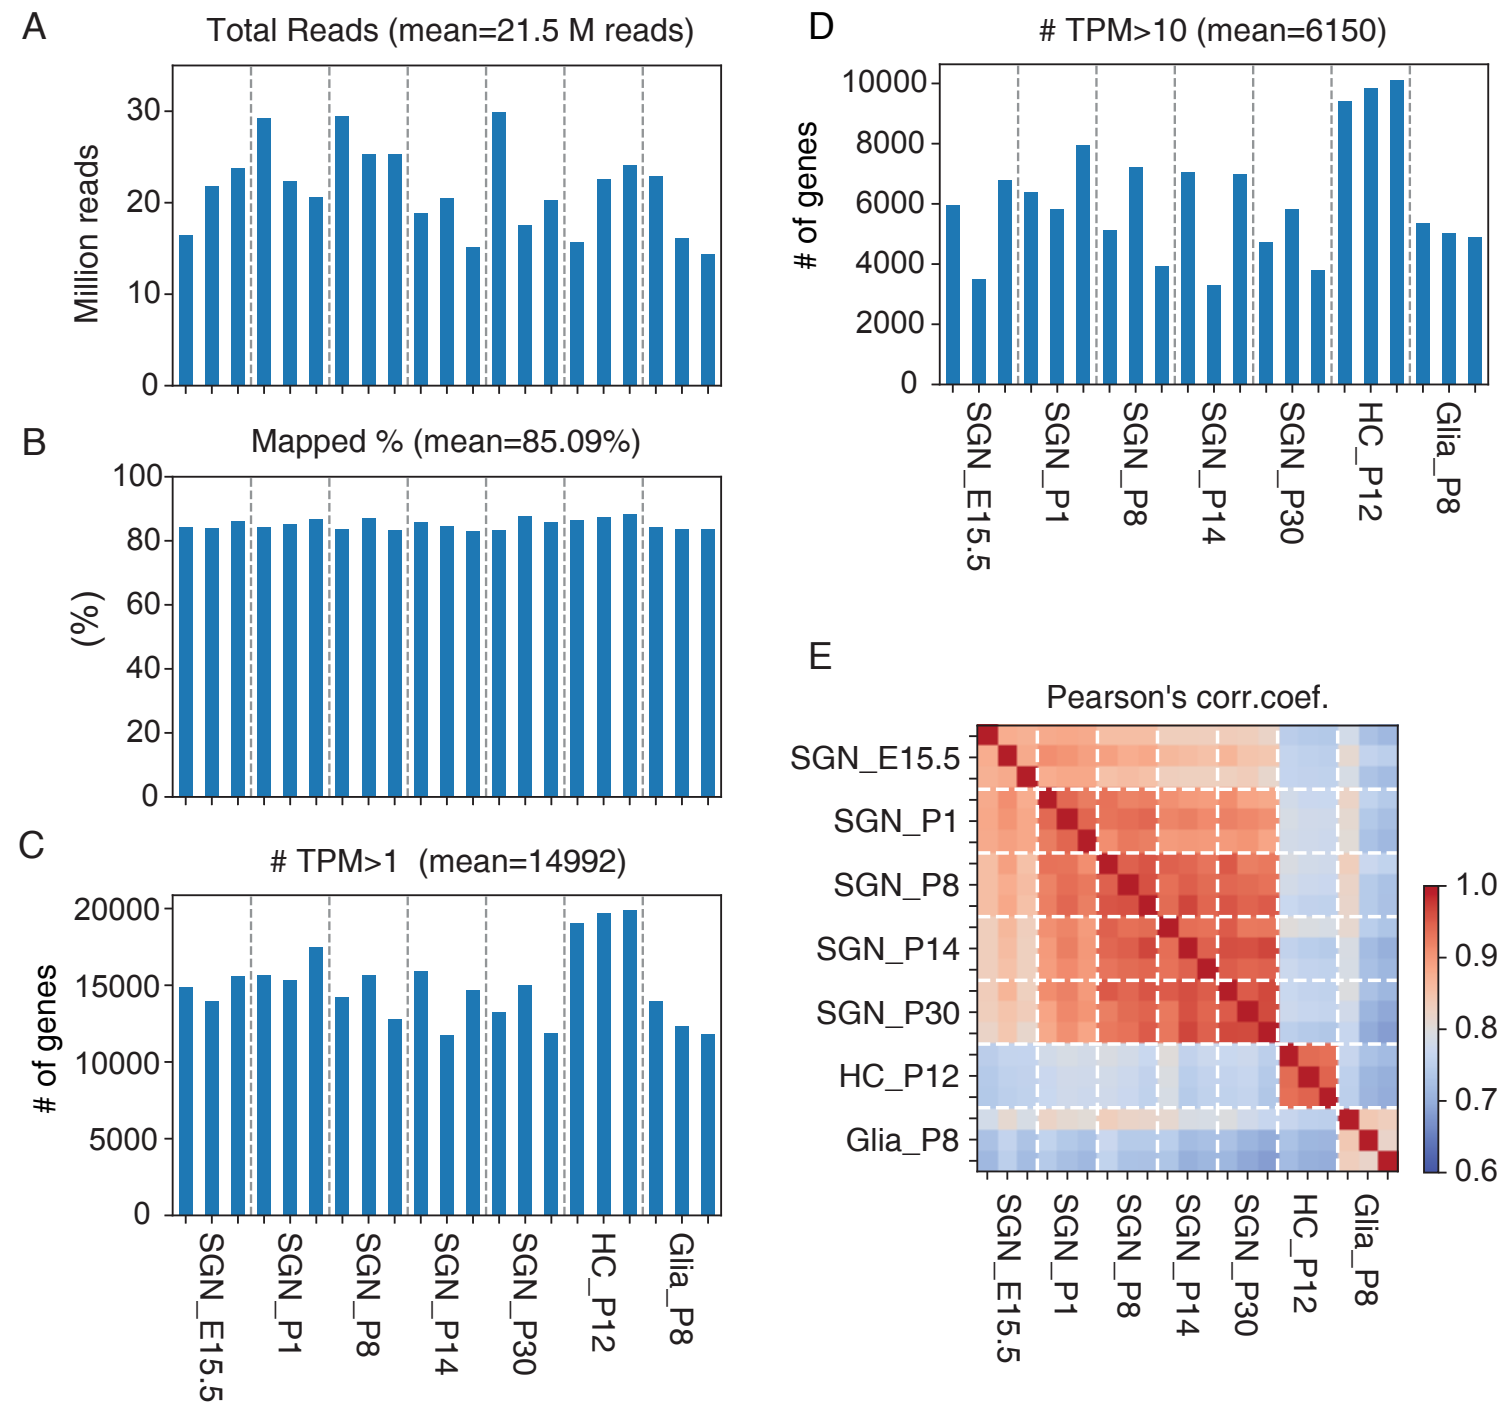 A
Total Reads (mean=21.5 M reads)
Million reads
30
20
10
0
B
Mapped % (mean=85.09%)
(%)
100
80
60
40
20
0
C
# TPM>1 (mean=14992)
# of genes
20000
15000
10000
5000
0
SGN_E15.5
SGN_P1
SGN_P8
SGN_P14
SGN_P30
HC_P12
Glia_P8
D
# TPM>10 (mean=6150)
# of genes
10000
8000
6000
4000
2000
0
SGN_E15.5
SGN_P1
SGN_P8
SGN_P14
SGN_P30
HC_P12
Glia_P8
E
Pearson's corr.coef.
SGN_E15.5
SGN_P1
SGN_P8
SGN_P14
SGN_P30
HC_P12
Glia_P8
SGN_E15.5
SGN_P1
SGN_P8
SGN_P14
SGN_P30
HC_P12
Glia_P8
1.0
0.9
0.8
0.7
0.6